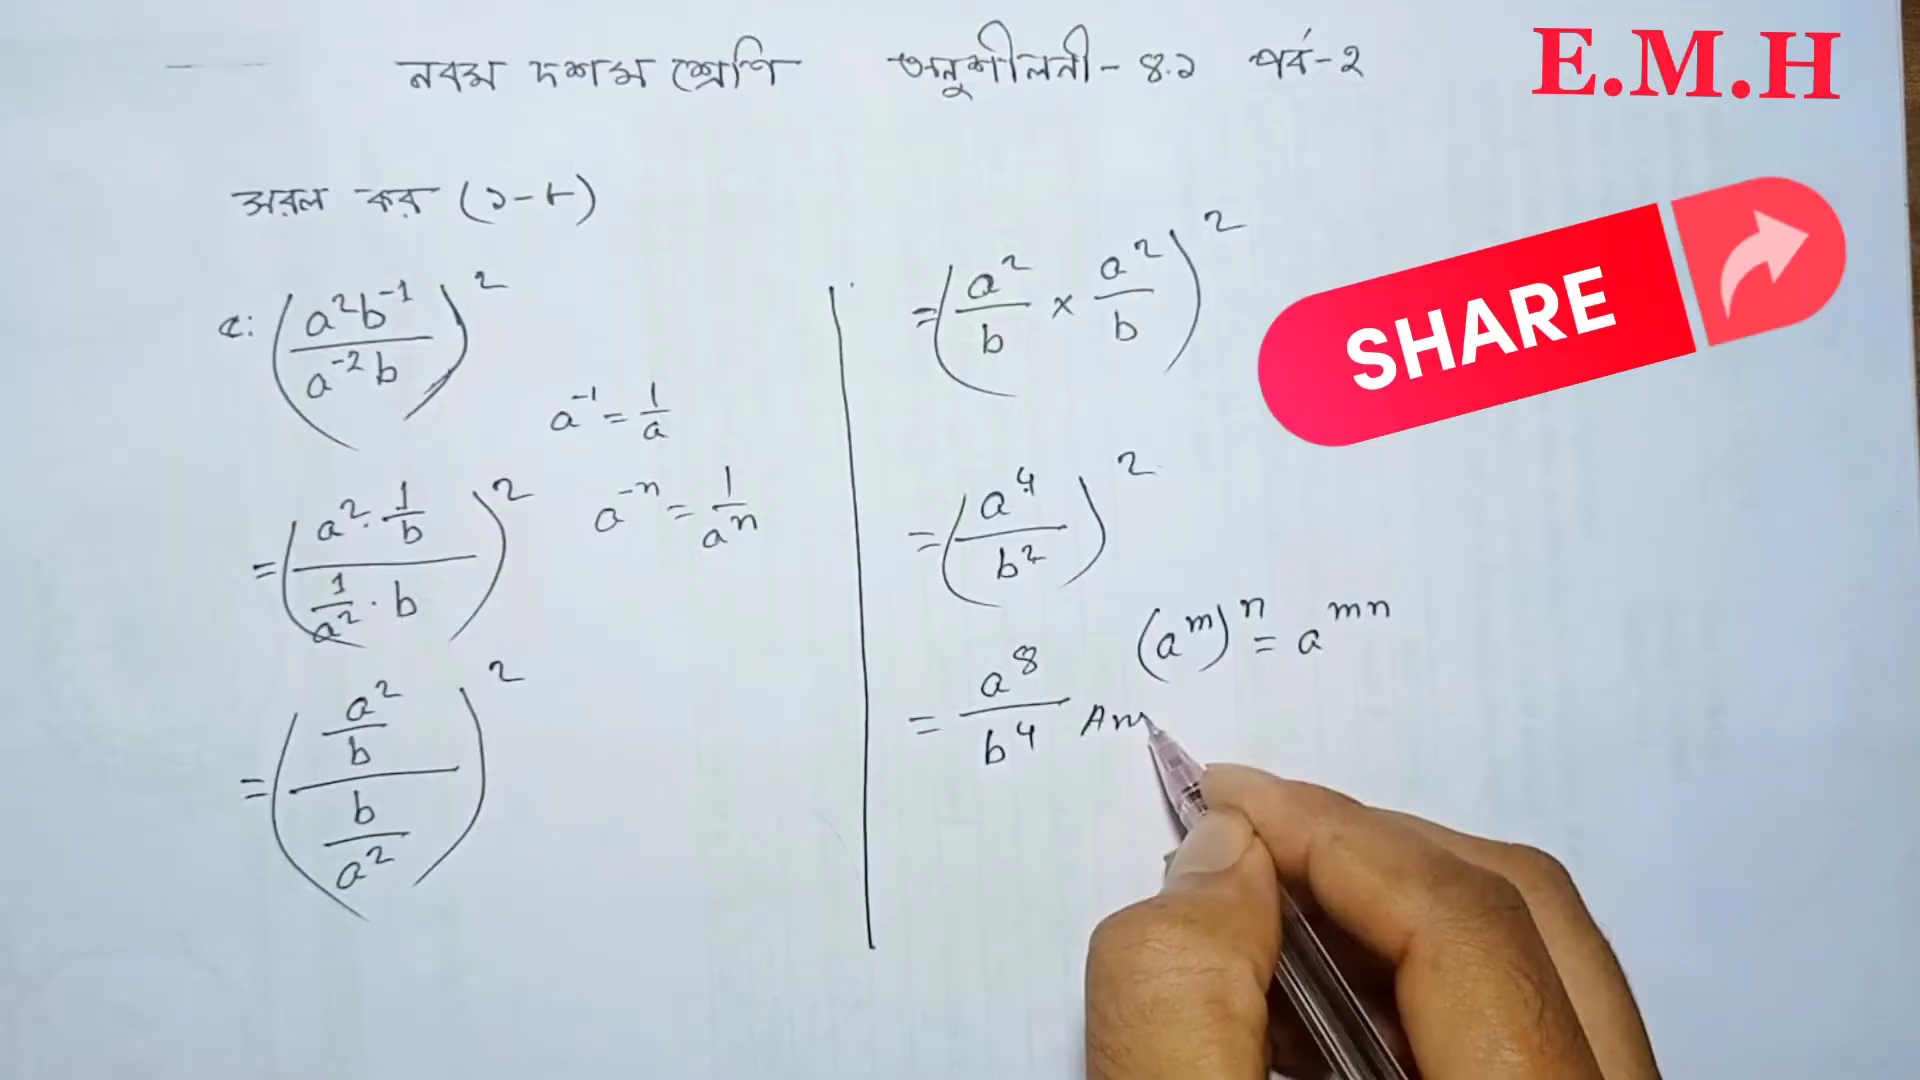 নবম দশম শ্রেণি অনুশীলনী - ৪.১ পর্ব - ২
E.M.H
সরল কর (১-৮)
৫: (a²b⁻¹ / a⁻²b)²
a⁻¹ = 1/a
= (a² · 1/b / 1/a² · b)²
a⁻ⁿ = 1/aⁿ
= (a²/b / b/a²)²
= (a²/b × a²/b)²
SHARE
= (a⁴/b²)²
(aᵐ)ⁿ = aᵐⁿ
= a⁸/b⁴ Ans